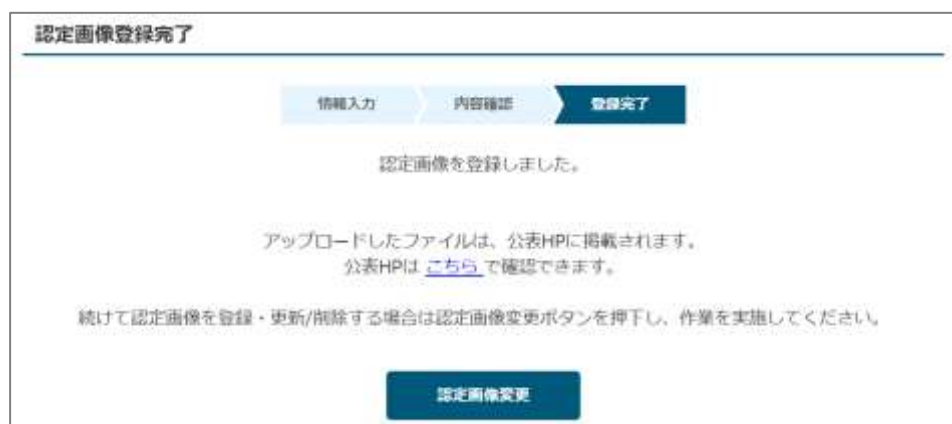 認定画像登録完了
情報入力 内容確認 登録完了
認定画像を登録しました。
アップロードしたファイルは、公表HPに掲載されます。
公表HPは こちら で確認できます。
続けて認定画像を登録・更新/削除する場合は認定画像変更ボタンを押下し、作業を実施してください。
認定画像変更